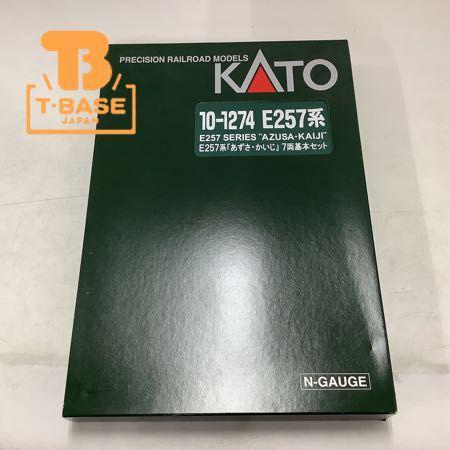 T-BASE
JAPAN
PRECISION RAILROAD MODELS
KATO
10-1274 E257系
E257 SERIES "AZUSA・KAIJI"
E257系「あずさ・かいじ」7両基本セット
N-GAUGE